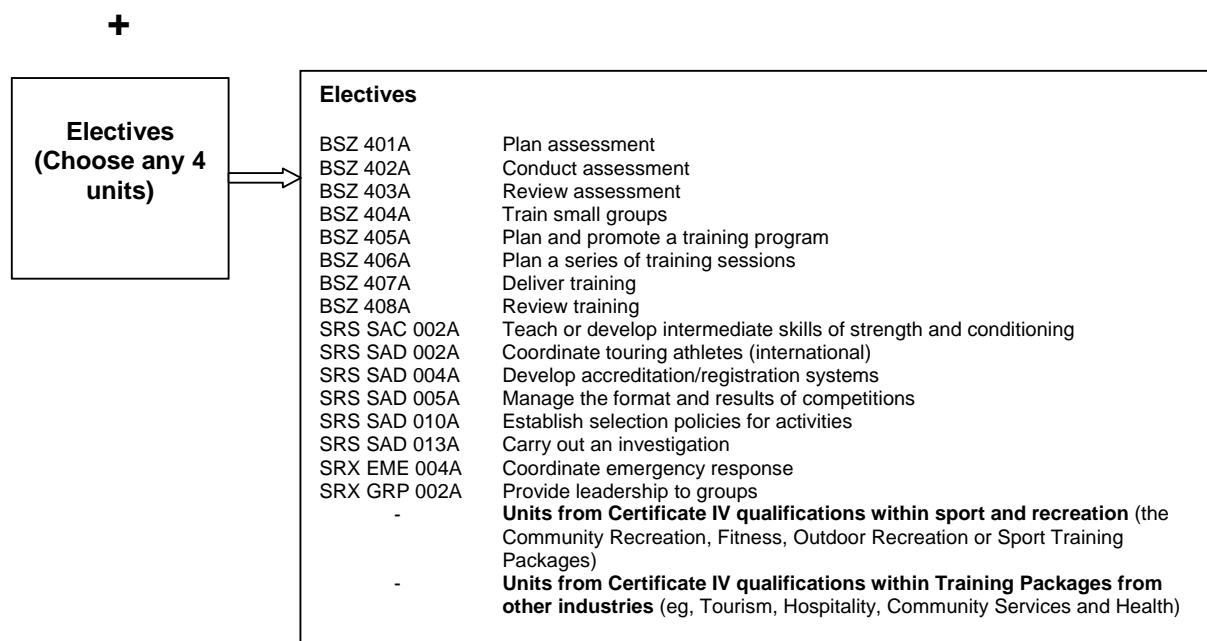 +
Electives
(Choose any 4
units)
Electives
BSZ 401A Plan assessment
BSZ 402A Conduct assessment
BSZ 403A Review assessment
BSZ 404A Train small groups
BSZ 405A Plan and promote a training program
BSZ 406A Plan a series of training sessions
BSZ 407A Deliver training
BSZ 408A Review training
SRS SAC 002A Teach or develop intermediate skills of strength and conditioning
SRS SAD 002A Coordinate touring athletes (international)
SRS SAD 004A Develop accreditation/registration systems
SRS SAD 005A Manage the format and results of competitions
SRS SAD 010A Establish selection policies for activities
SRS SAD 013A Carry out an investigation
SRX EME 004A Coordinate emergency response
SRX GRP 002A Provide leadership to groups
- Units from Certificate IV qualifications within sport and recreation (the
Community Recreation, Fitness, Outdoor Recreation or Sport Training
Packages)
- Units from Certificate IV qualifications within Training Packages from
other industries (eg, Tourism, Hospitality, Community Services and Health)